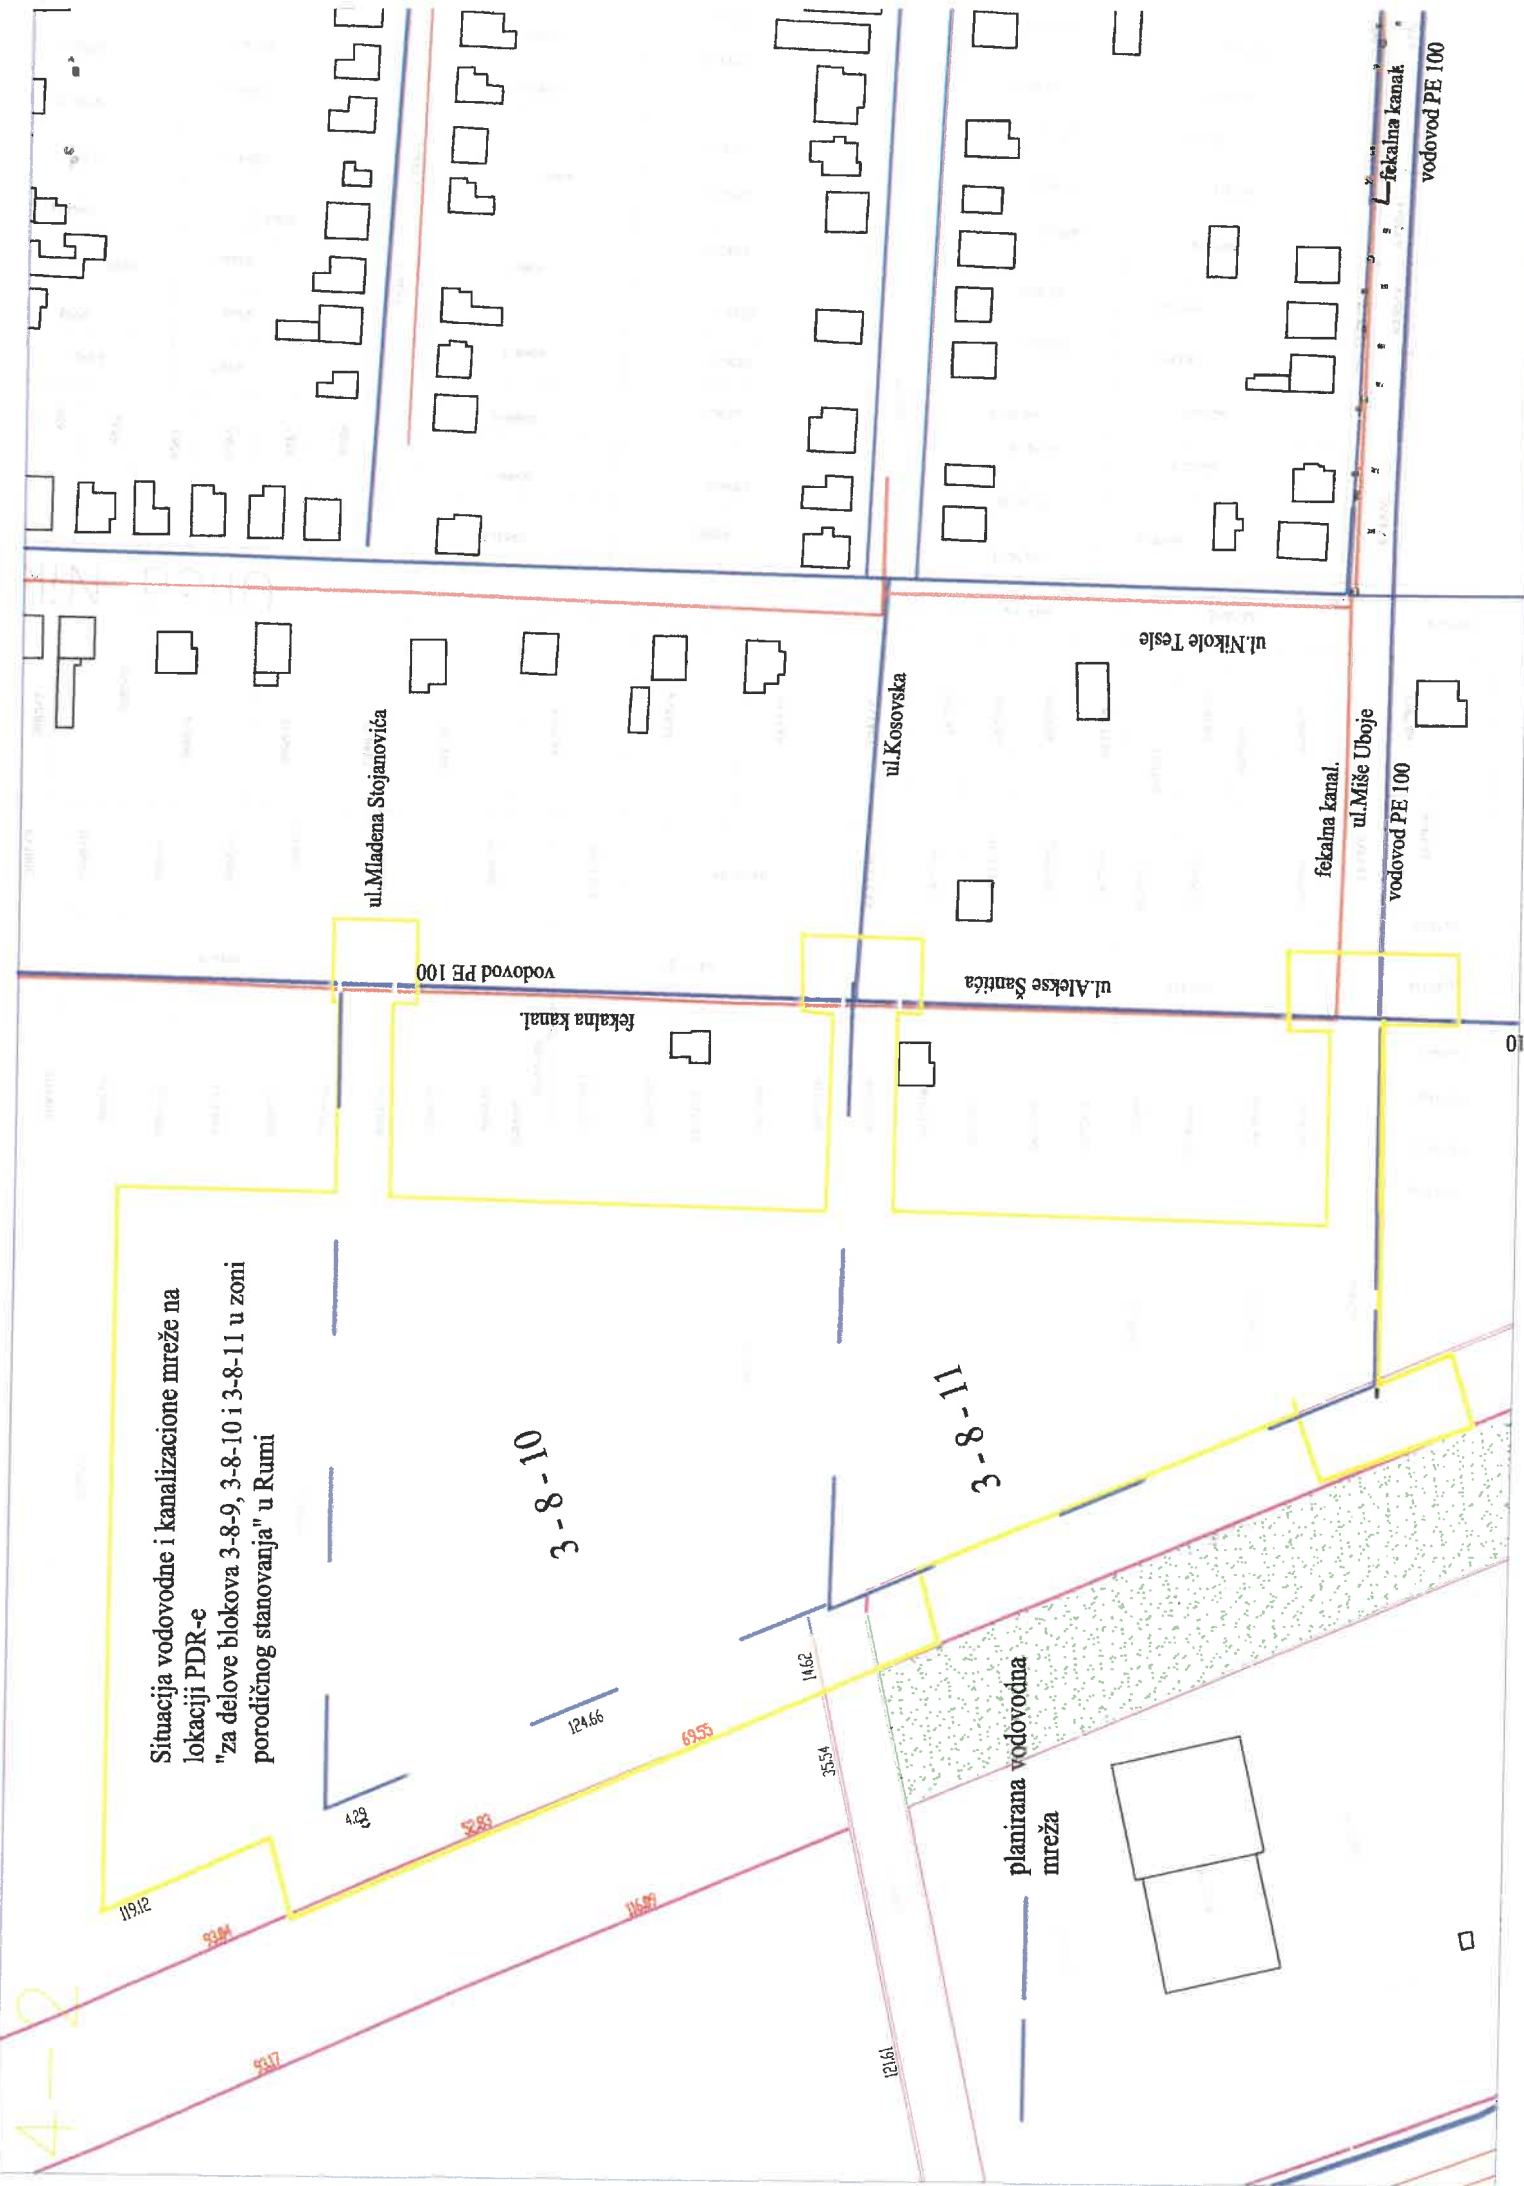 Situacija vodovodne i kanalizacione mreže na
lokaciji PDR-e
"za delove blokova 3-8-9, 3-8-10 i 3-8-11 u zoni
porodičnog stanovanja" u Rumi
ul.Mladena Stojanovića
vodovod PE 100
fekalna kanal.
ul.Kosovska
ul.Alekse Šantića
ul.Nikole Tesle
fekalna kanal.
ul.Miše Uboje
vodovod PE 100
fekalna kanal.
vodovod PE 100
3 - 8 - 10
3 - 8 - 11
planirana vodovodna
mreža
4 - 2
119.12
93.84
93.17
4.29
52.83
124.66
69.55
116.89
14.62
35.54
121.61